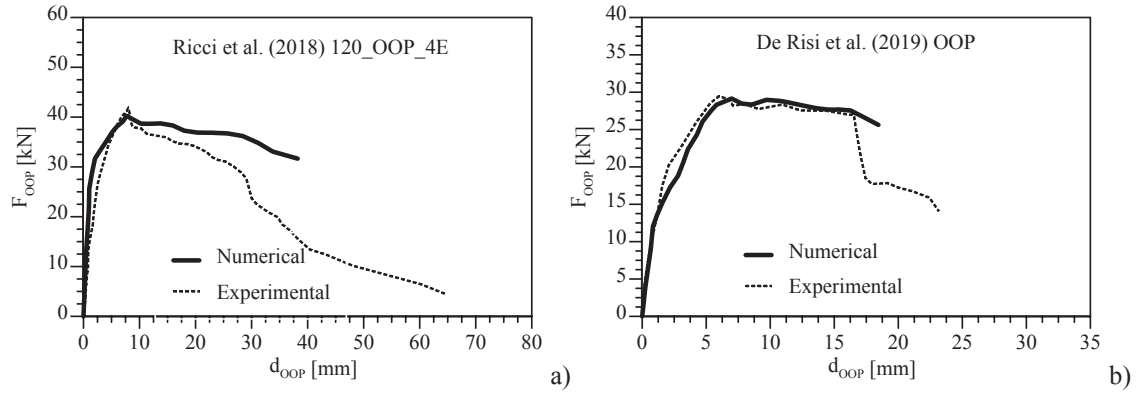 Ricci et al. (2018) 120_OOP_4E
F_OOP [kN]
60
50
40
30
20
10
0
Numerical
Experimental
0 10 20 30 40 50 60 70 80
d_OOP [mm]
a)
De Risi et al. (2019) OOP
F_OOP [kN]
40
35
30
25
20
15
10
5
0
Numerical
Experimental
0 5 10 15 20 25 30 35
d_OOP [mm]
b)